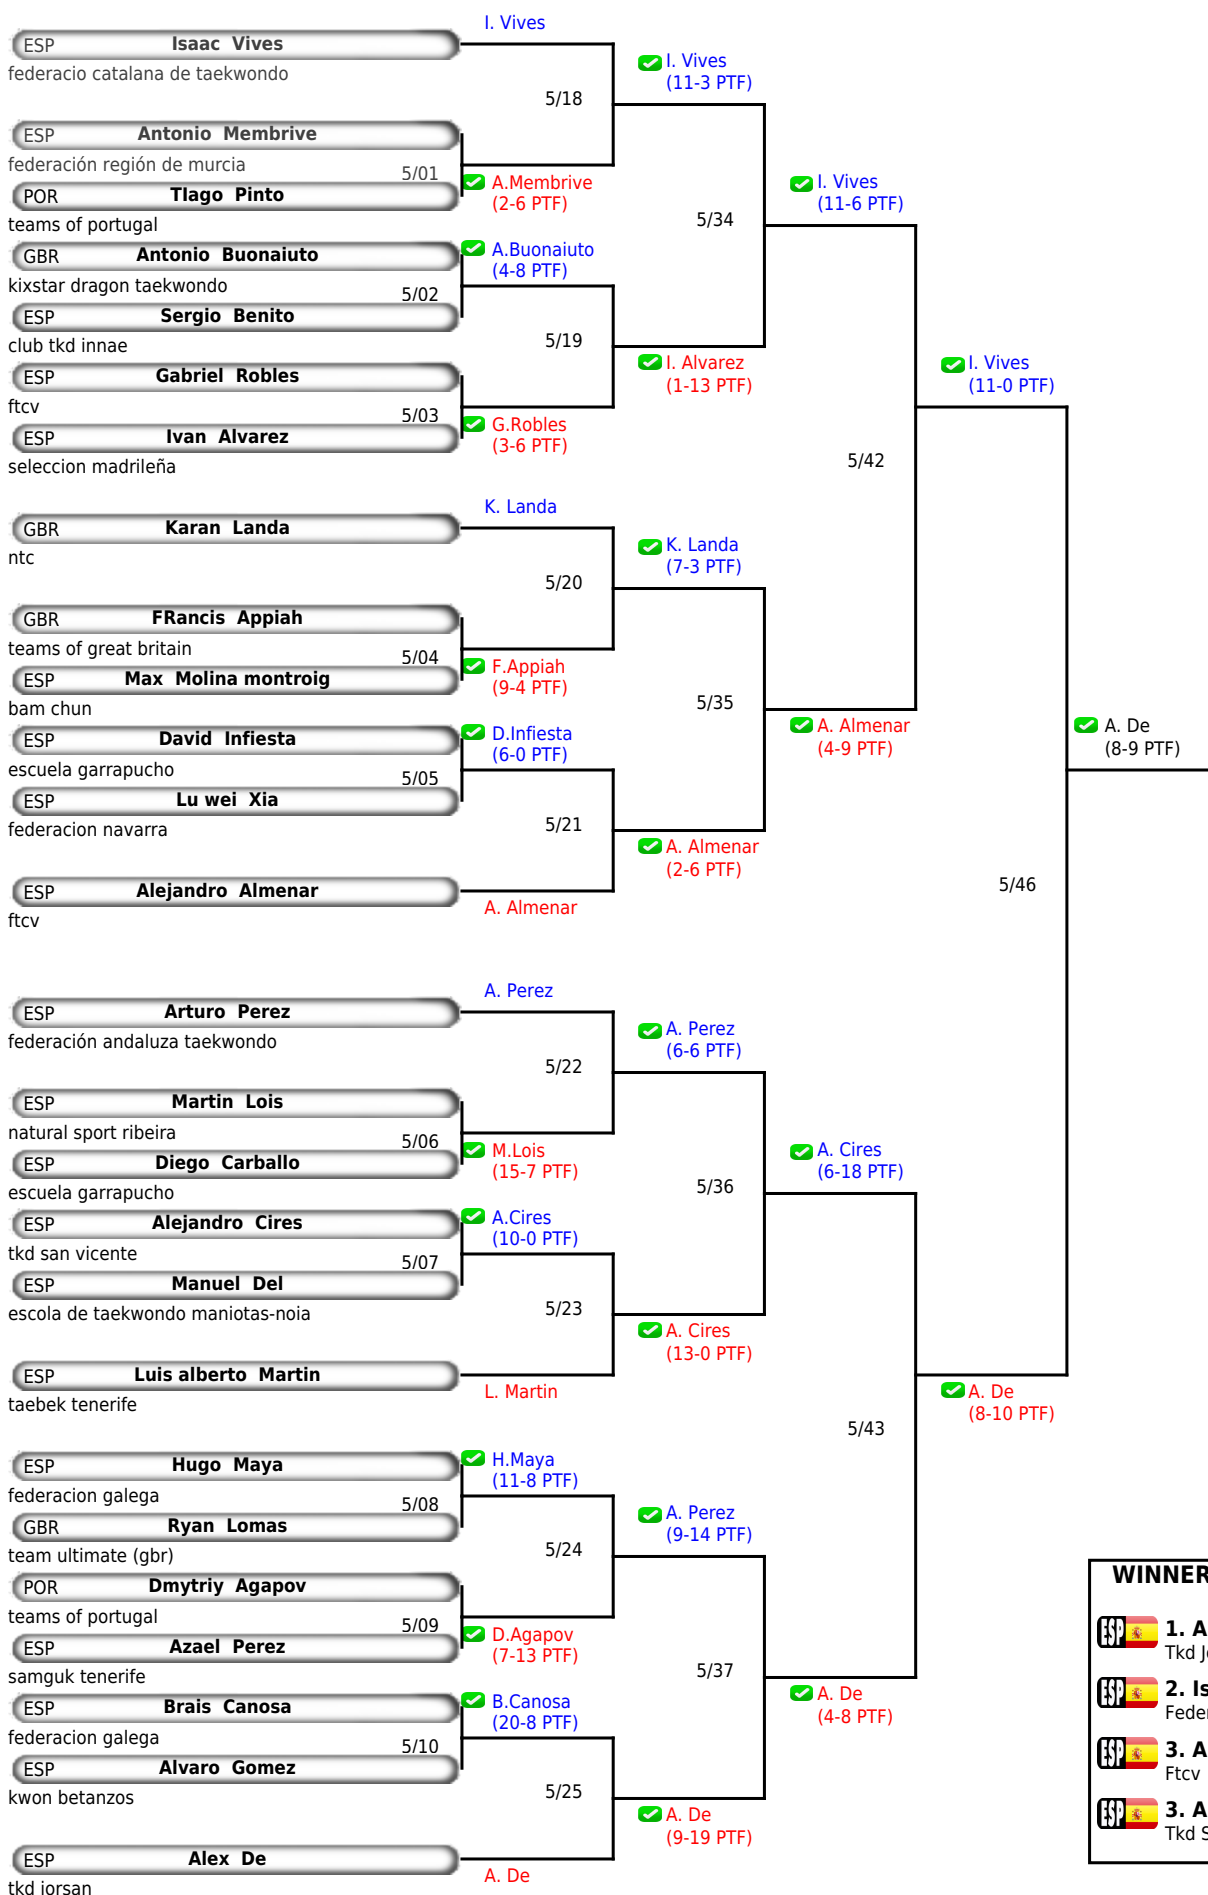 I. Vives
ESP Isaac Vives
federacio catalana de taekwondo
I. Vives
(11-3 PTF)
5/18
ESP Antonio Membrive
federación región de murcia
5/01
A.Membrive
(2-6 PTF)
POR TIago Pinto
teams of portugal
I. Vives
(11-6 PTF)
5/34
GBR Antonio Buonaiuto
kixstar dragon taekwondo
A.Buonaiuto
(4-8 PTF)
5/02
ESP Sergio Benito
club tkd innae
5/19
I. Alvarez
(1-13 PTF)
ESP Gabriel Robles
ftcv
5/03
G.Robles
(3-6 PTF)
ESP Ivan Alvarez
seleccion madrileña
I. Vives
(11-0 PTF)
5/42
K. Landa
GBR Karan Landa
ntc
K. Landa
(7-3 PTF)
5/20
GBR FRancis Appiah
teams of great britain
5/04
F.Appiah
(9-4 PTF)
ESP Max Molina montroig
bam chun
5/35
A. Almenar
(4-9 PTF)
ESP David Infiesta
escuela garrapucho
D.Infiesta
(6-0 PTF)
5/05
ESP Lu wei Xia
federacion navarra
5/21
A. Almenar
(2-6 PTF)
ESP Alejandro Almenar
ftcv
A. Almenar
A. De
(8-9 PTF)
5/46
A. Perez
ESP Arturo Perez
federación andaluza taekwondo
A. Perez
(6-6 PTF)
5/22
ESP Martin Lois
natural sport ribeira
5/06
M.Lois
(15-7 PTF)
ESP Diego Carballo
escuela garrapucho
A. Cires
(6-18 PTF)
5/36
ESP Alejandro Cires
tkd san vicente
A.Cires
(10-0 PTF)
5/07
ESP Manuel Del
escola de taekwondo maniotas-noia
5/23
A. Cires
(13-0 PTF)
ESP Luis alberto Martin
taebek tenerife
L. Martin
A. De
(8-10 PTF)
5/43
ESP Hugo Maya
federacion galega
H.Maya
(11-8 PTF)
5/08
GBR Ryan Lomas
team ultimate (gbr)
A. Perez
(9-14 PTF)
5/24
POR Dmytriy Agapov
teams of portugal
5/09
D.Agapov
(7-13 PTF)
ESP Azael Perez
samguk tenerife
5/37
A. De
(4-8 PTF)
ESP Brais Canosa
federacion galega
B.Canosa
(20-8 PTF)
5/10
ESP Alvaro Gomez
kwon betanzos
5/25
A. De
(9-19 PTF)
ESP Alex De
tkd jorsan
A. De
WINNER
ESP 1. A
Tkd J
ESP 2. Is
Feder
ESP 3. A
Ftcv
ESP 3. A
Tkd S